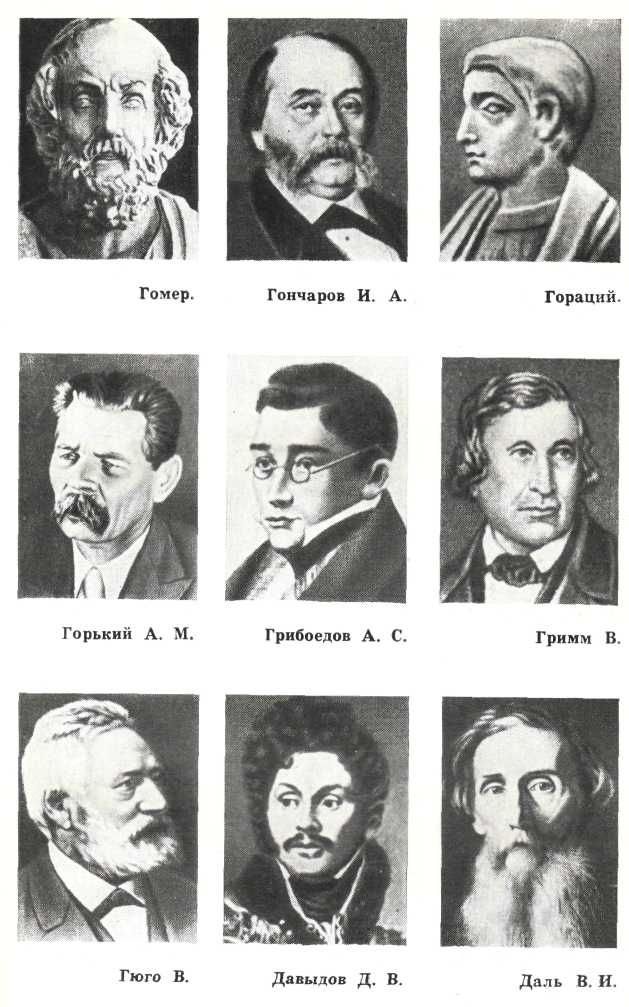 Гомер.
Гончаров И. А.
Гораций.
Горький А. М.
Грибоедов А. С.
Гримм В.
Гюго В.
Давыдов Д. В.
Даль В. И.